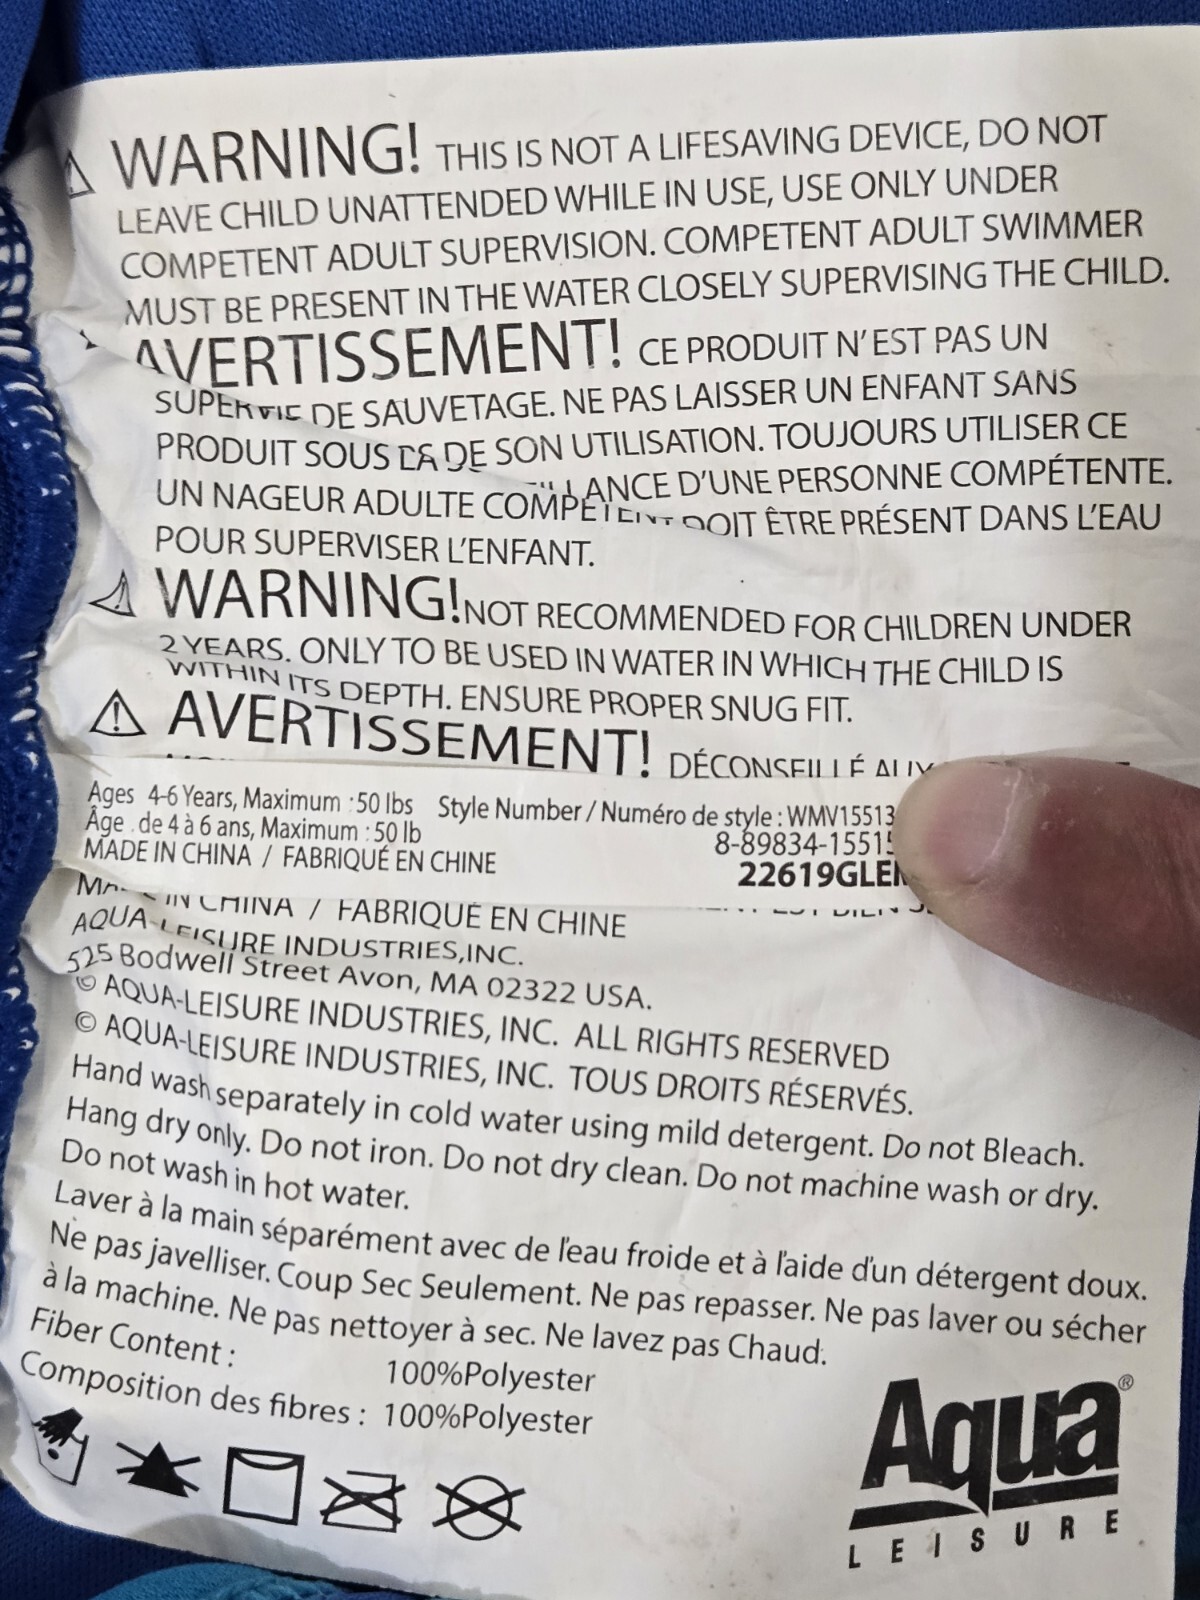 WARNING! THIS IS NOT A LIFESAVING DEVICE, DO NOT
LEAVE CHILD UNATTENDED WHILE IN USE, USE ONLY UNDER
COMPETENT ADULT SUPERVISION. COMPETENT ADULT SWIMMER
MUST BE PRESENT IN THE WATER CLOSELY SUPERVISING THE CHILD.
AVERTISSEMENT! CE PRODUIT N'EST PAS UN
DE SAUVETAGE. NE PAS LAISSER UN ENFANT SANS
DE SON UTILISATION. TOUJOURS UTILISER CE
PRODUIT SOUS LA D'UNE PERSONNE COMPÉTENTE.
UN NAGEUR ADULTE COMPÉTENT DOIT ÊTRE PRÉSENT DANS L'EAU
POUR SUPERVISER L'ENFANT.
WARNING! NOT RECOMMENDED FOR CHILDREN UNDER
2 YEARS. ONLY TO BE USED IN WATER IN WHICH THE CHILD IS
WITHIN ITS DEPTH. ENSURE PROPER SNUG FIT.
AVERTISSEMENT! DÉCONSEILLÉ AUX
Ages 4-6 Years, Maximum : 50 lbs Style Number / Numéro de style : WMV15513
Âge . de 4 à 6 ans, Maximum : 50 lb 8-89834-1551
MADE IN CHINA / FABRIQUÉ EN CHINE 22619GLE
MADE IN CHINA / FABRIQUÉ EN CHINE
AQUA-LEISURE INDUSTRIES,INC.
525 Bodwell Street Avon, MA 02322 USA.
© AQUA-LEISURE INDUSTRIES, INC. ALL RIGHTS RESERVED
© AQUA-LEISURE INDUSTRIES, INC. TOUS DROITS RÉSERVÉS.
Hand wash separately in cold water using mild detergent. Do not Bleach.
Hang dry only. Do not iron. Do not dry clean. Do not machine wash or dry.
Do not wash in hot water.
Laver à la main séparément avec de l'eau froide et à l'aide d'un détergent doux.
Ne pas javelliser. Coup Sec Seulement. Ne pas repasser. Ne pas laver ou sécher
à la machine. Ne pas nettoyer à sec. Ne lavez pas Chaud.
Fiber Content : 100%Polyester
Composition des fibres : 100%Polyester
Aqua®
LEISURE